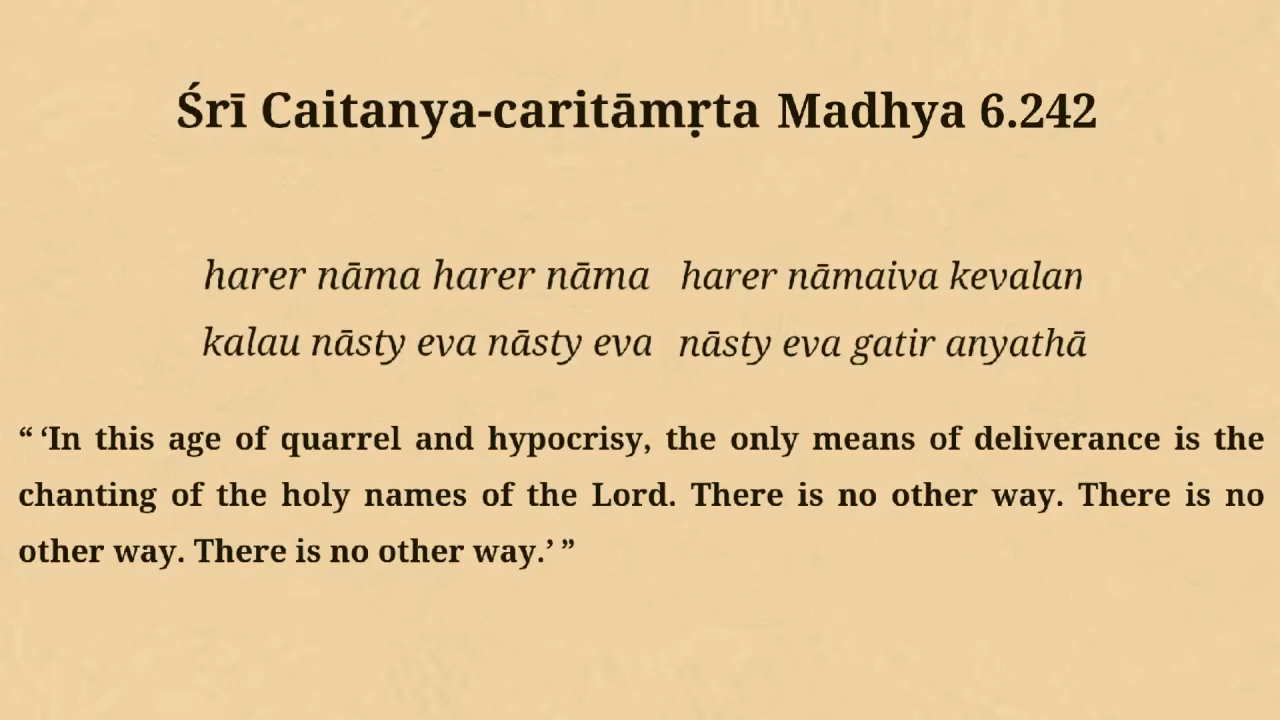 Śrī Caitanya-caritāmṛta Madhya 6.242
harer nāma harer nāma harer nāmaiva kevalan
kalau nāsty eva nāsty eva nāsty eva gatir anyathā
“ ‘In this age of quarrel and hypocrisy, the only means of deliverance is the
chanting of the holy names of the Lord. There is no other way. There is no
other way. There is no other way.’ ”